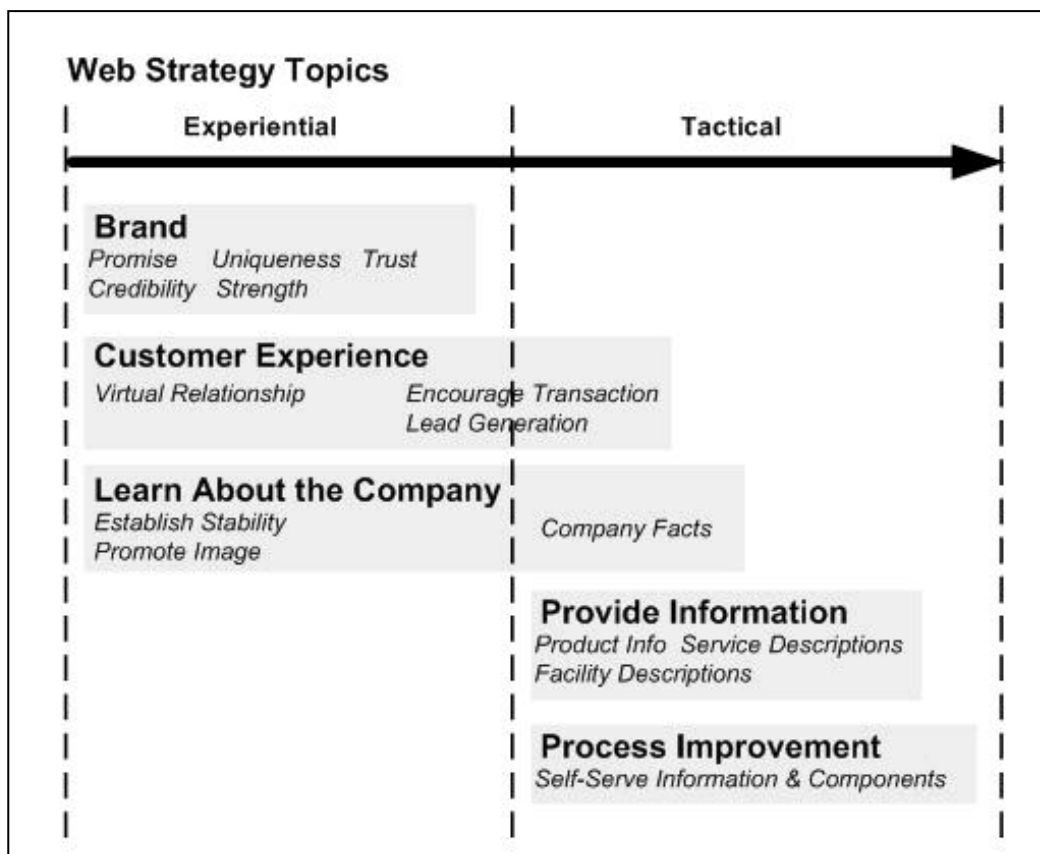 Web Strategy Topics
Experiential Tactical
Brand
Promise Uniqueness Trust
Credibility Strength
Customer Experience
Virtual Relationship Encourage Transaction
Lead Generation
Learn About the Company
Establish Stability
Promote Image
Company Facts
Provide Information
Product Info Service Descriptions
Facility Descriptions
Process Improvement
Self-Serve Information & Components